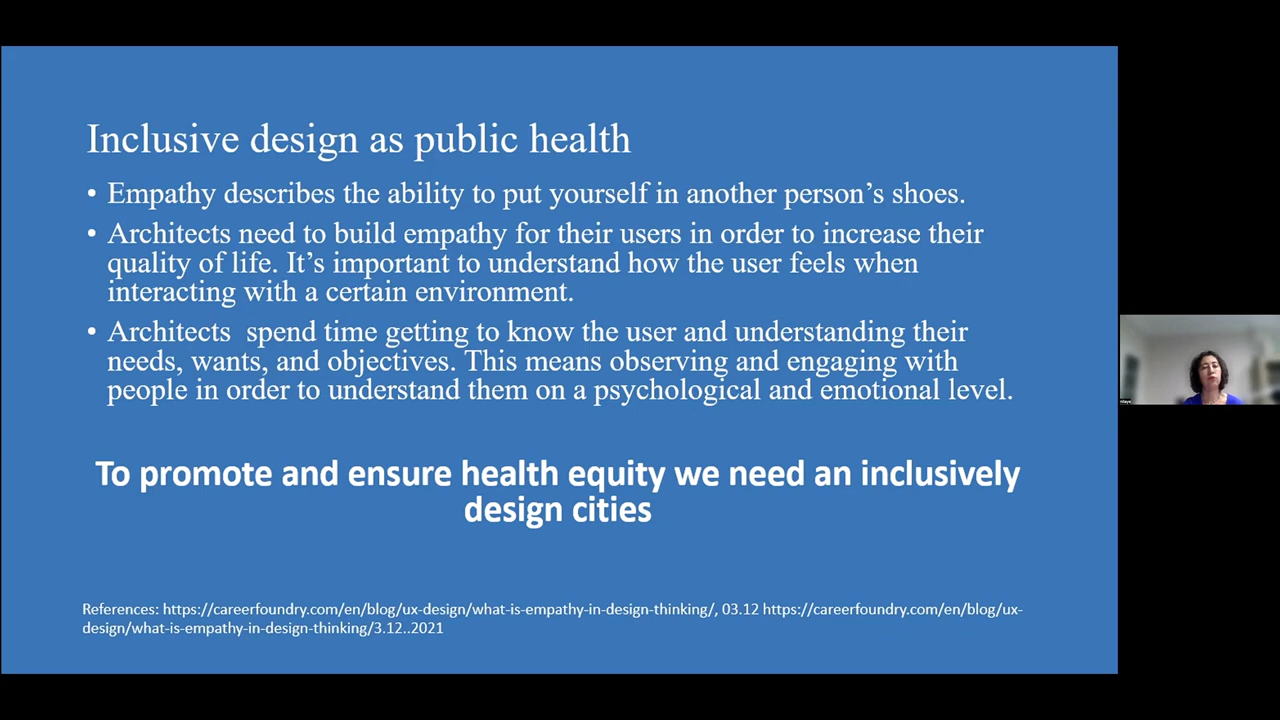 Inclusive design as public health
• Empathy describes the ability to put yourself in another person’s shoes.
• Architects need to build empathy for their users in order to increase their
quality of life. It’s important to understand how the user feels when
interacting with a certain environment.
• Architects  spend time getting to know the user and understanding their
needs, wants, and objectives. This means observing and engaging with
people in order to understand them on a psychological and emotional level.
To promote and ensure health equity we need an inclusively
design cities
References: https://careerfoundry.com/en/blog/ux-design/what-is-empathy-in-design-thinking/, 03.12 https://careerfoundry.com/en/blog/ux-
design/what-is-empathy-in-design-thinking/3.12..2021